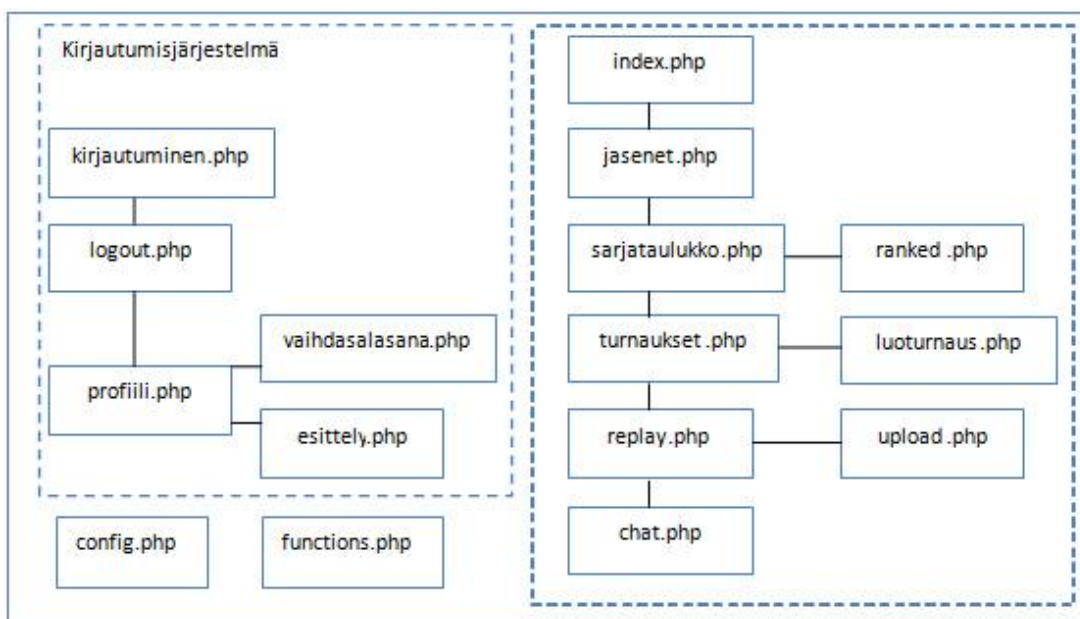 Kirjautumisjärjestelmä
kirjautuminen.php
logout.php
vaihdasalasana.php
profiili.php
esittely.php
config.php
functions.php
index.php
jasenet.php
sarjataulukko.php
ranked .php
turnaukset .php
luoturnaus.php
replay.php
upload .php
chat.php